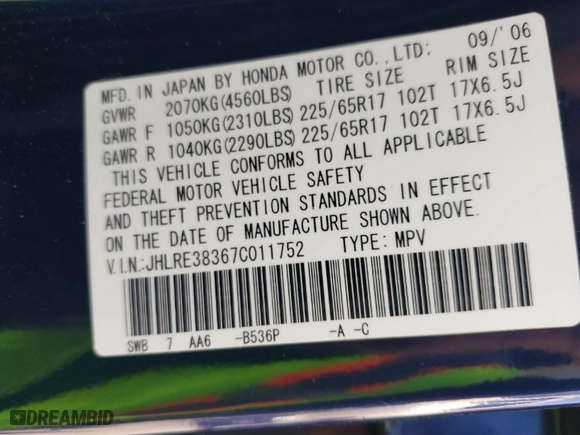 MFD. IN JAPAN BY HONDA MOTOR CO.,LTD; 09/'06
GVWR 2070KG(4560LBS) TIRE SIZE RIM SIZE
GAWR F 1050KG(2310LBS) 225/65R17 102T 17X6.5J
GAWR R 1040KG(2290LBS) 225/65R17 102T 17X6.5J
THIS VEHICLE CONFORMS TO ALL APPLICABLE
FEDERAL MOTOR VEHICLE SAFETY
AND THEFT PREVENTION STANDARDS IN EFFECT
ON THE DATE OF MANUFACTURE SHOWN ABOVE.
V.I.N.:JHLRE38367C011752 TYPE:MPV
SWB 7 AA6 -B536P -A -C
DREAMBID